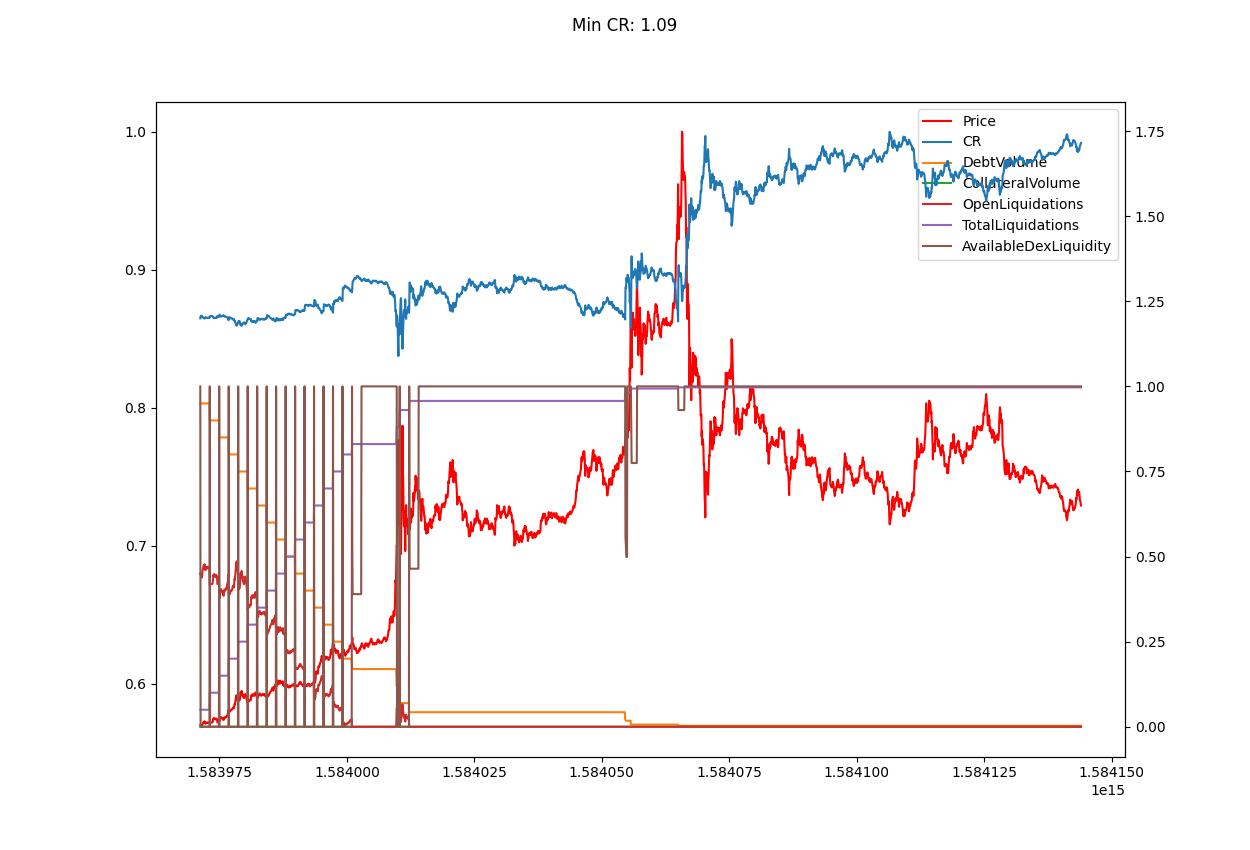 Min CR: 1.09
1.0
0.9
0.8
0.7
0.6
1.75
1.50
1.25
1.00
0.75
0.50
0.25
0.00
Price
CR
DebtVolume
CollateralVolume
OpenLiquidations
TotalLiquidations
AvailableDexLiquidity
1.583975 1.584000 1.584025 1.584050 1.584075 1.584100 1.584125 1.584150
1e15